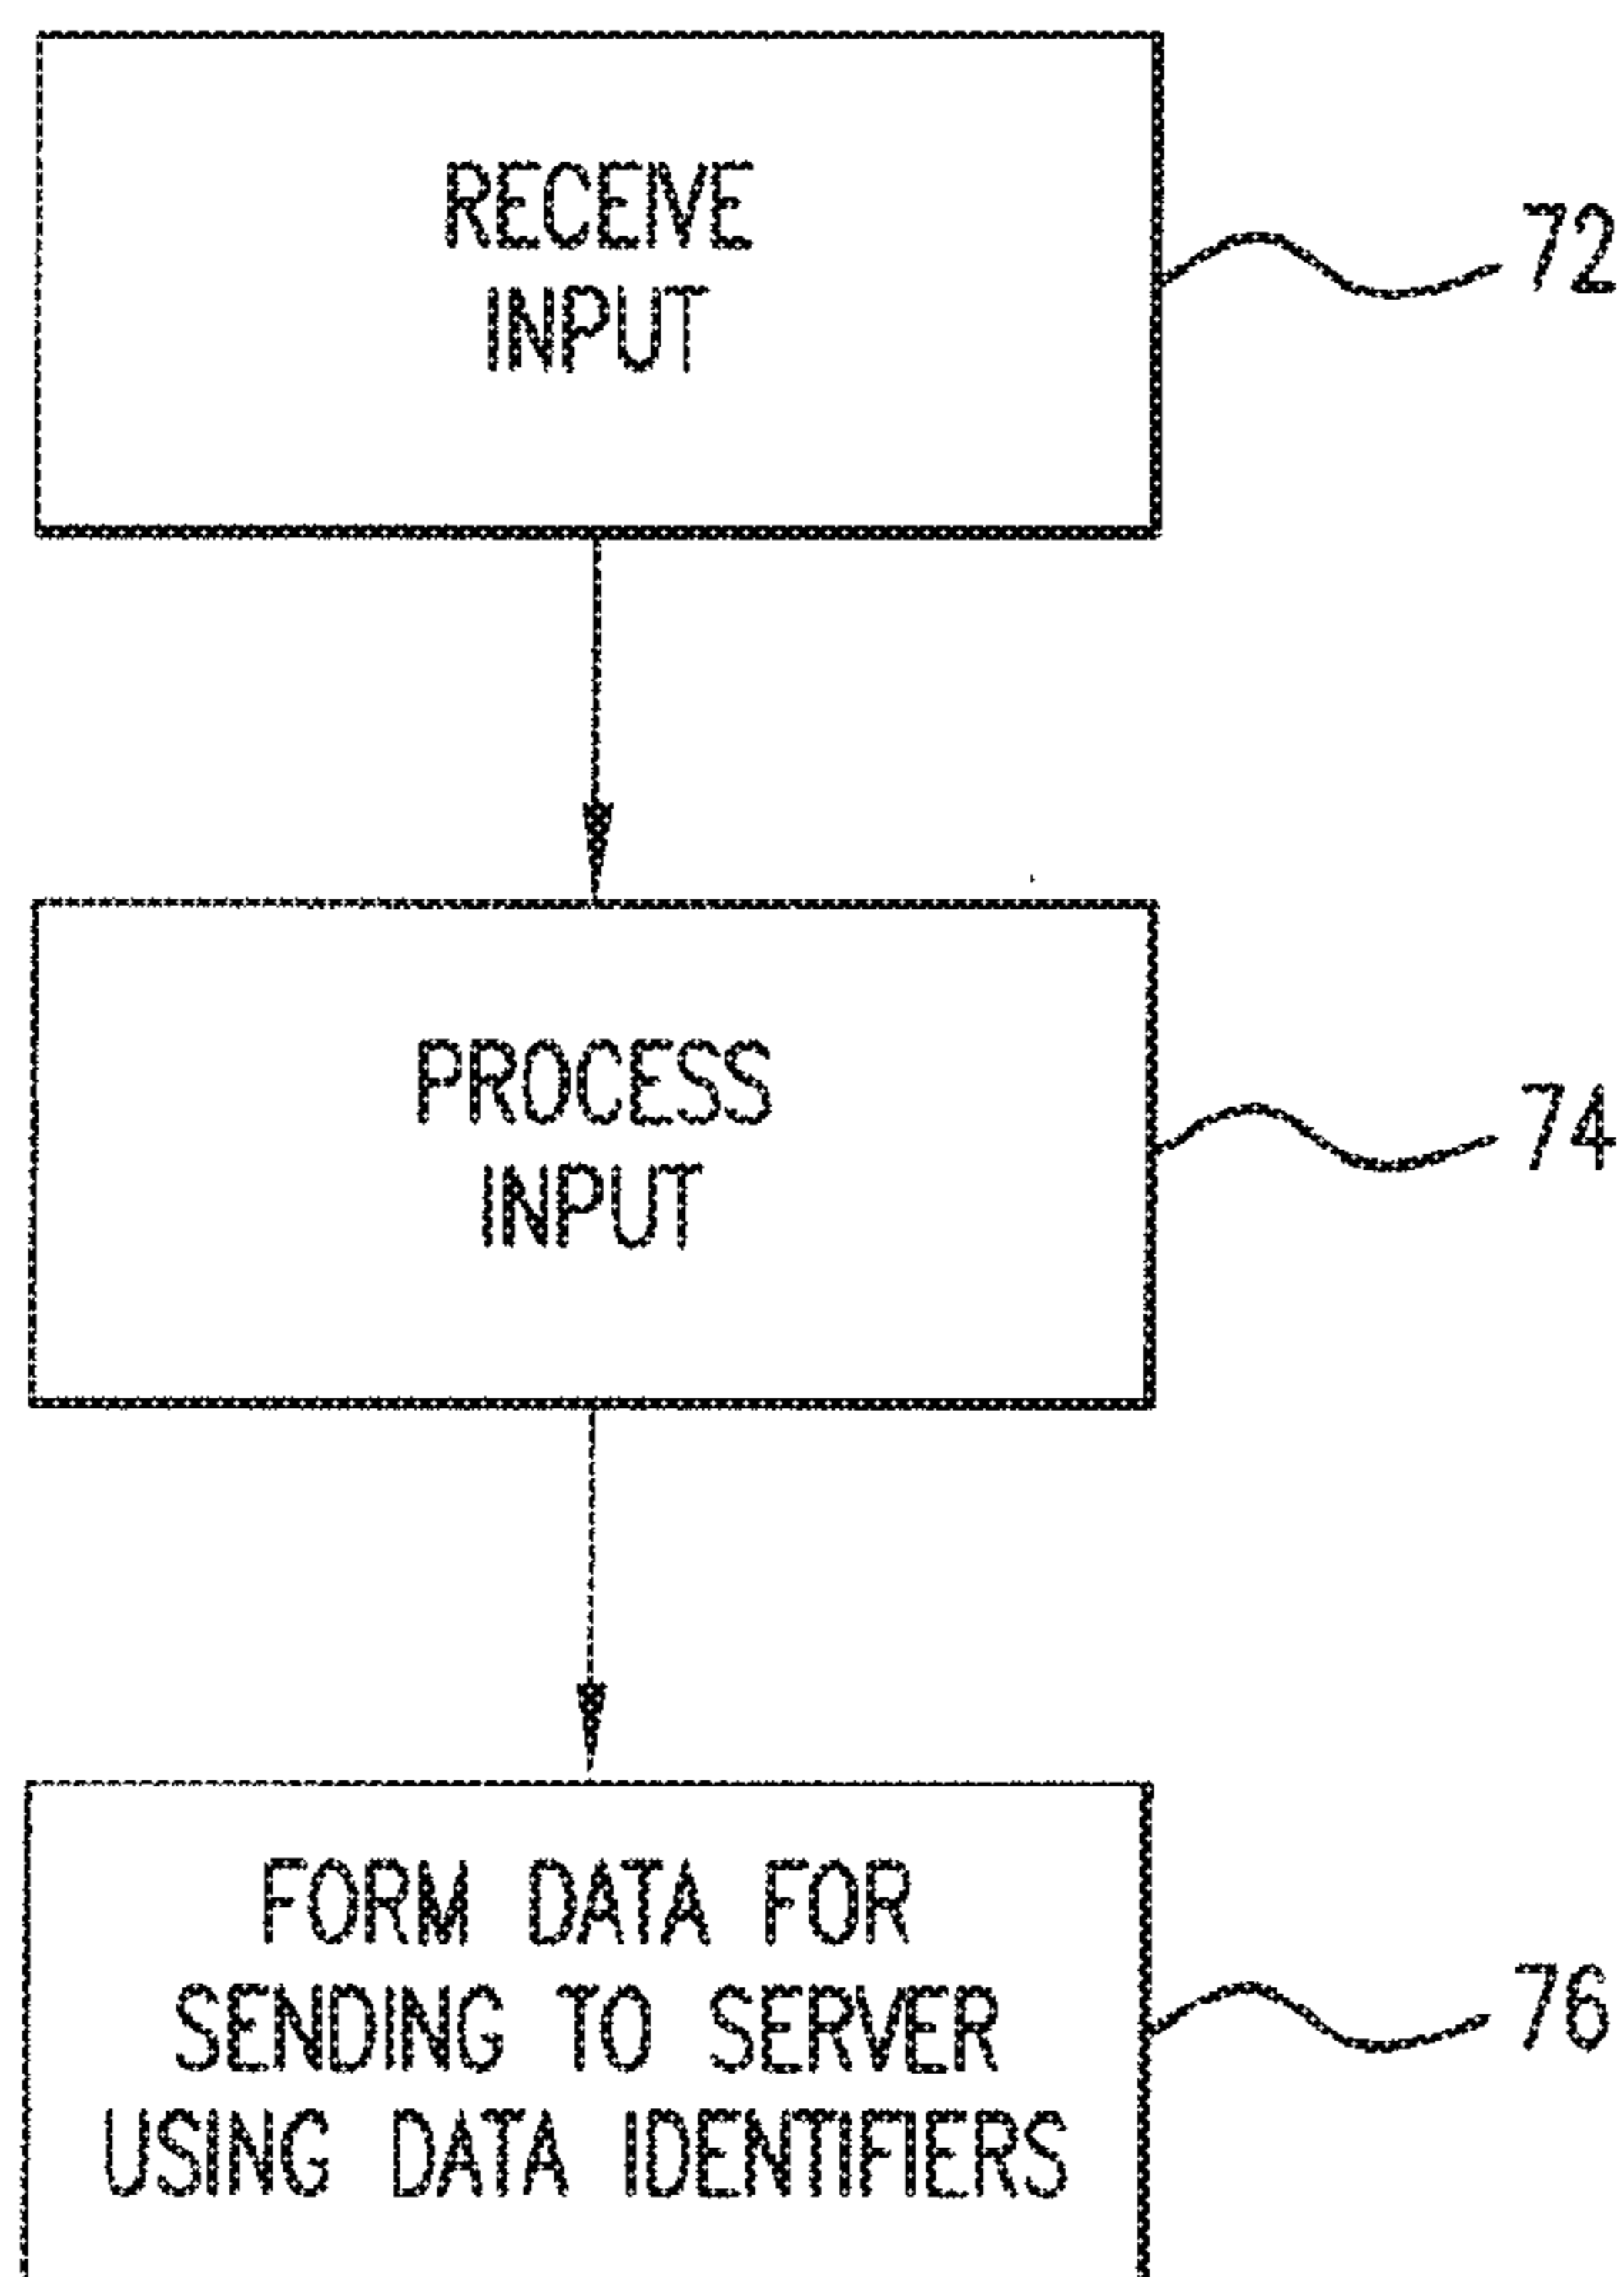 RECEIVE
INPUT
72
PROCESS
INPUT
74
FORM DATA FOR
SENDING TO SERVER
USING DATA IDENTIFIERS
76